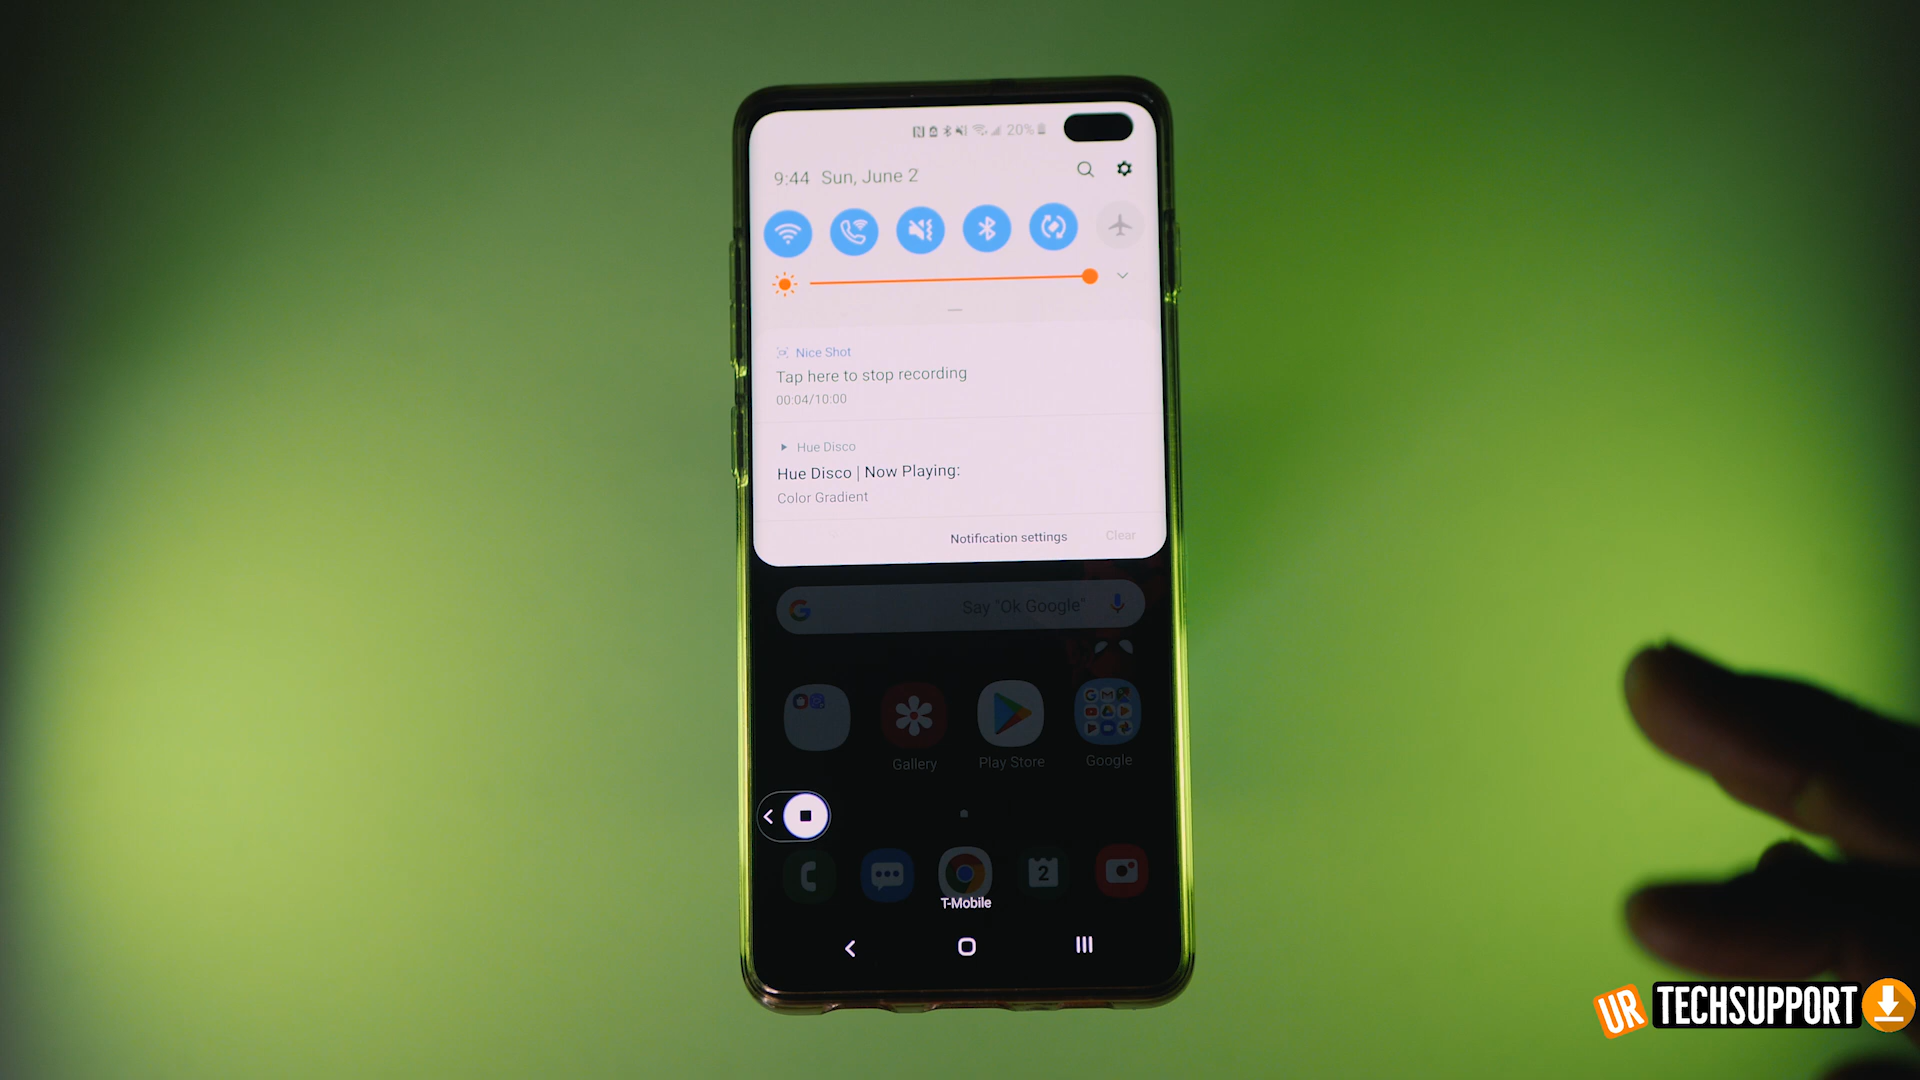 20%
9:44 Sun, June 2
Nice Shot
Tap here to stop recording
00:04/10:00
Hue Disco
Hue Disco | Now Playing:
Color Gradient
Notification settings Clear
Say "Ok Google"
Gallery Play Store Google
2
T-Mobile
UR TECHSUPPORT